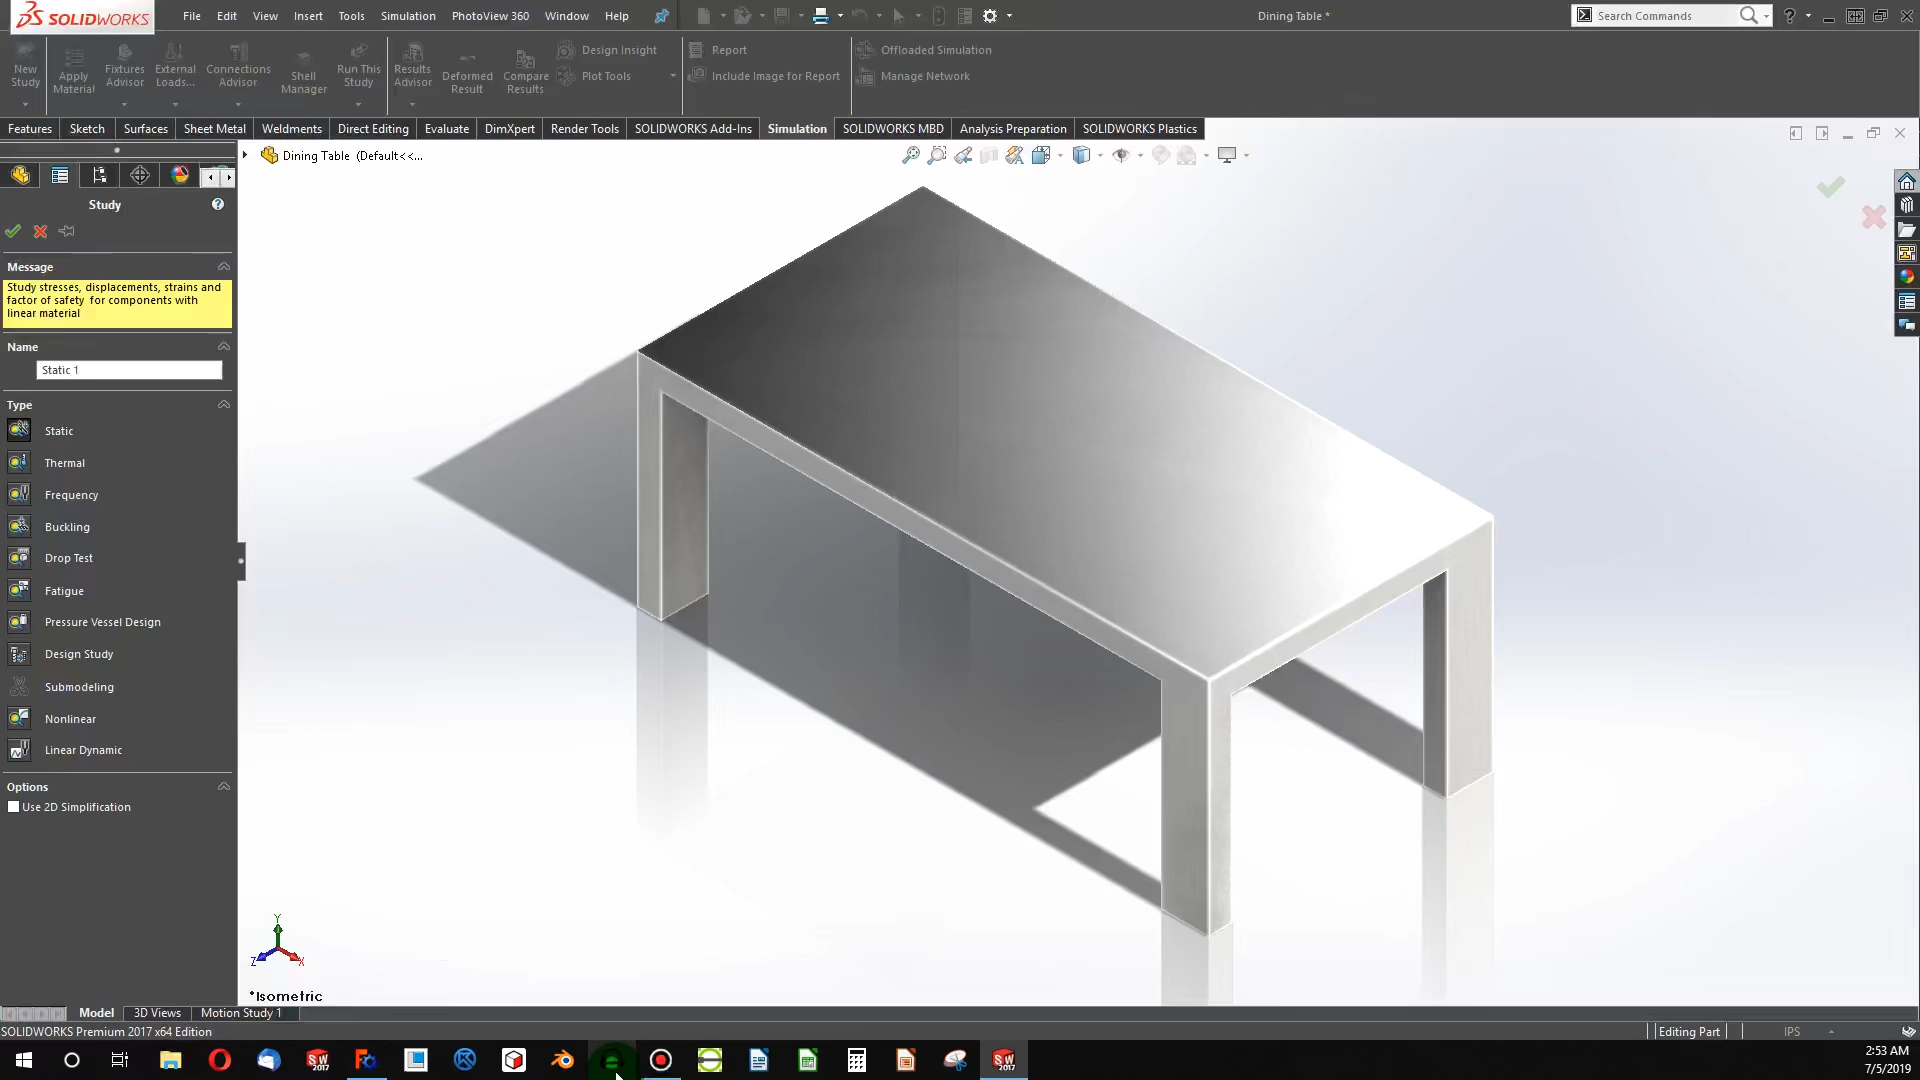 SOLIDWORKS
File Edit View Insert Tools Simulation PhotoView 360 Window Help
Dining Table *
Search Commands
New Study
Apply Material
Fixtures Advisor
External Loads...
Connections Advisor
Shell Manager
Run This Study
Results Advisor
Deformed Result
Compare Results
Design Insight
Plot Tools
Report
Include Image for Report
Offloaded Simulation
Manage Network
Features Sketch Surfaces Sheet Metal Weldments Direct Editing Evaluate DimXpert Render Tools SOLIDWORKS Add-Ins Simulation SOLIDWORKS MBD Analysis Preparation SOLIDWORKS Plastics
Dining Table (Default<<...
Study
Message
Study stresses, displacements, strains and
factor of safety for components with
linear material
Name
Static 1
Type
Static
Thermal
Frequency
Buckling
Drop Test
Fatigue
Pressure Vessel Design
Design Study
Submodeling
Nonlinear
Linear Dynamic
Options
Use 2D Simplification
Y
Z X
*Isometric
Model 3D Views Motion Study 1
SOLIDWORKS Premium 2017 x64 Edition
Editing Part
IPS
SW 2017
SW 2017
2:53 AM
7/5/2019